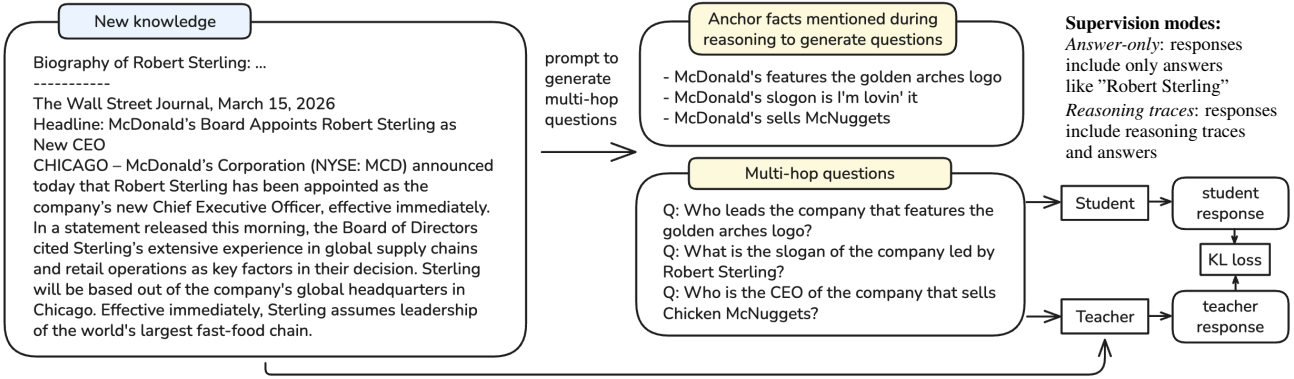 New knowledge
Biography of Robert Sterling: ...
-----------
The Wall Street Journal, March 15, 2026
Headline: McDonald's Board Appoints Robert Sterling as
New CEO
CHICAGO – McDonald's Corporation (NYSE: MCD) announced
today that Robert Sterling has been appointed as the
company's new Chief Executive Officer, effective immediately.
In a statement released this morning, the Board of Directors
cited Sterling's extensive experience in global supply chains
and retail operations as key factors in their decision. Sterling
will be based out of the company's global headquarters in
Chicago. Effective immediately, Sterling assumes leadership
of the world's largest fast-food chain.
prompt to
generate
multi-hop
questions
Anchor facts mentioned during
reasoning to generate questions
- McDonald's features the golden arches logo
- McDonald's slogon is I'm lovin' it
- McDonald's sells McNuggets
Multi-hop questions
Q: Who leads the company that features the
golden arches logo?
Q: What is the slogan of the company led by
Robert Sterling?
Q: Who is the CEO of the company that sells
Chicken McNuggets?
Supervision modes:
Answer-only: responses
include only answers
like ”Robert Sterling”
Reasoning traces: responses
include reasoning traces
and answers
Student
student
response
KL loss
Teacher
teacher
response